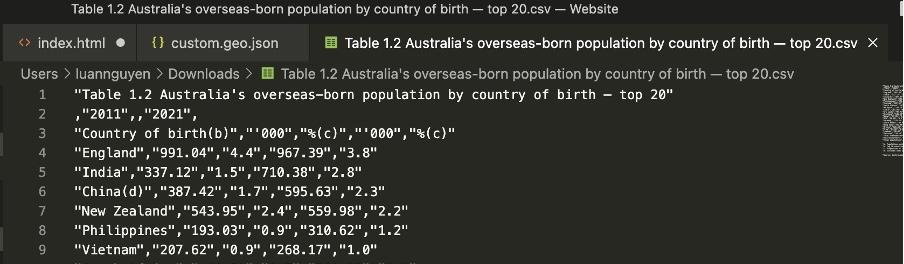 Table 1.2 Australia's overseas-born population by country of birth — top 20.csv — Website
<> index.html ● {} custom.geo.json Table 1.2 Australia's overseas-born population by country of birth — top 20.csv ×
Users > luannguyen > Downloads > Table 1.2 Australia's overseas-born population by country of birth — top 20.csv
1 "Table 1.2 Australia's overseas-born population by country of birth — top 20"
2 ,"2011",,"2021",
3 "Country of birth(b)","'000","%(c)","'000","%(c)"
4 "England","991.04","4.4","967.39","3.8"
5 "India","337.12","1.5","710.38","2.8"
6 "China(d)","387.42","1.7","595.63","2.3"
7 "New Zealand","543.95","2.4","559.98","2.2"
8 "Philippines","193.03","0.9","310.62","1.2"
9 "Vietnam","207.62","0.9","268.17","1.0"